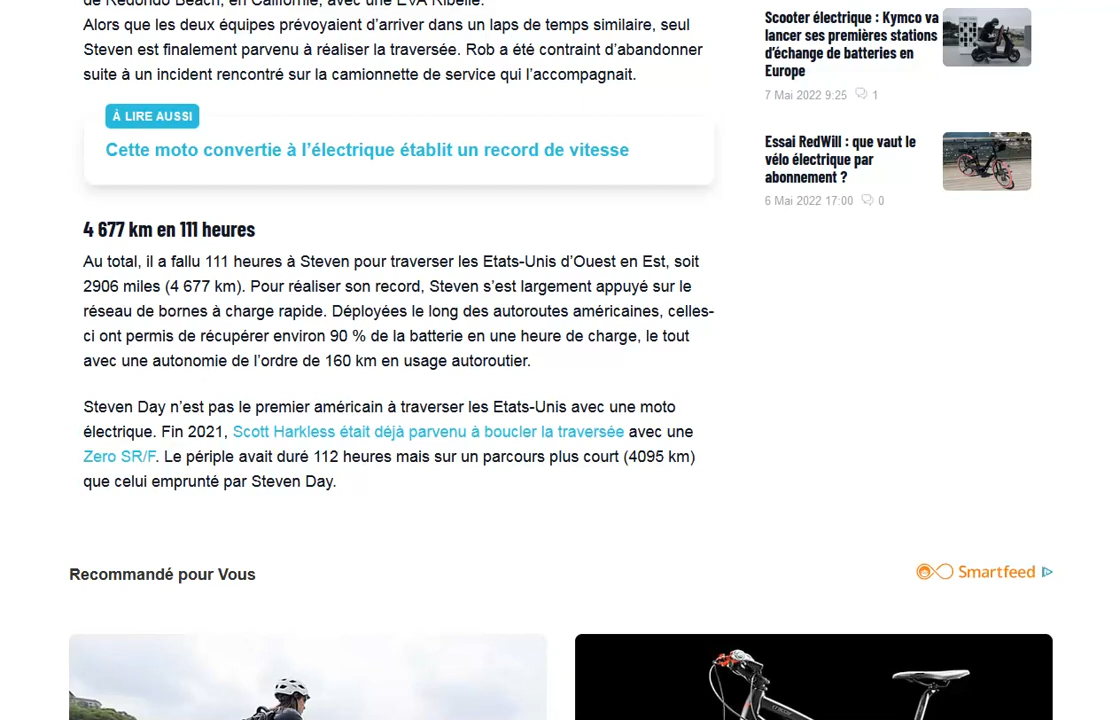 de Redondo Beach, en Californie, avec une EVA Ribelle.
Alors que les deux équipes prévoyaient d’arriver dans un laps de temps similaire, seul
Steven est finalement parvenu à réaliser la traversée. Rob a été contraint d’abandonner
suite à un incident rencontré sur la camionnette de service qui l’accompagnait.
À LIRE AUSSI
Cette moto convertie à l’électrique établit un record de vitesse
4 677 km en 111 heures
Au total, il a fallu 111 heures à Steven pour traverser les Etats-Unis d’Ouest en Est, soit
2906 miles (4 677 km). Pour réaliser son record, Steven s’est largement appuyé sur le
réseau de bornes à charge rapide. Déployées le long des autoroutes américaines, celles-
ci ont permis de récupérer environ 90 % de la batterie en une heure de charge, le tout
avec une autonomie de l’ordre de 160 km en usage autoroutier.
Steven Day n’est pas le premier américain à traverser les Etats-Unis avec une moto
électrique. Fin 2021, Scott Harkless était déjà parvenu à boucler la traversée avec une
Zero SR/F. Le périple avait duré 112 heures mais sur un parcours plus court (4095 km)
que celui emprunté par Steven Day.
Scooter électrique : Kymco va
lancer ses premières stations
d’échange de batteries en
Europe
7 Mai 2022 9:25 1
Essai RedWill : que vaut le
vélo électrique par
abonnement ?
6 Mai 2022 17:00 0
Recommandé pour Vous
Smartfeed